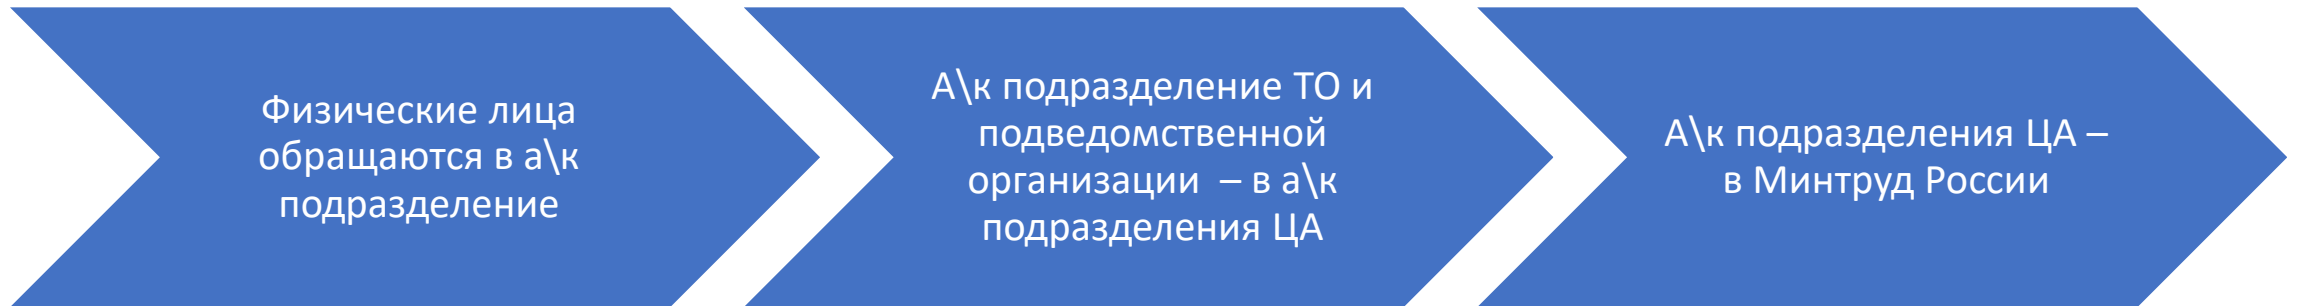 Физические лица
обращаются в а\к
подразделение
А\к подразделение ТО и
подведомственной
организации – в а\к
подразделения ЦА
А\к подразделения ЦА –
в Минтруд России